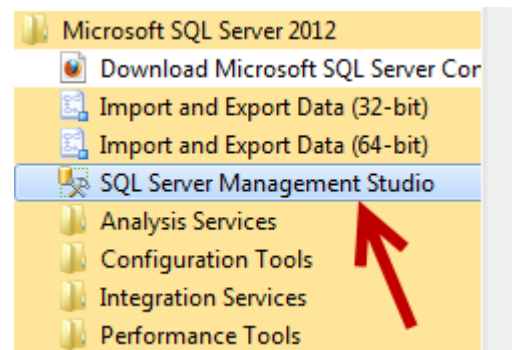 Microsoft SQL Server 2012
Download Microsoft SQL Server
Import and Export Data (32-bit)
Import and Export Data (64-bit)
SQL Server Management Studio
Analysis Services
Configuration Tools
Integration Services
Performance Tools